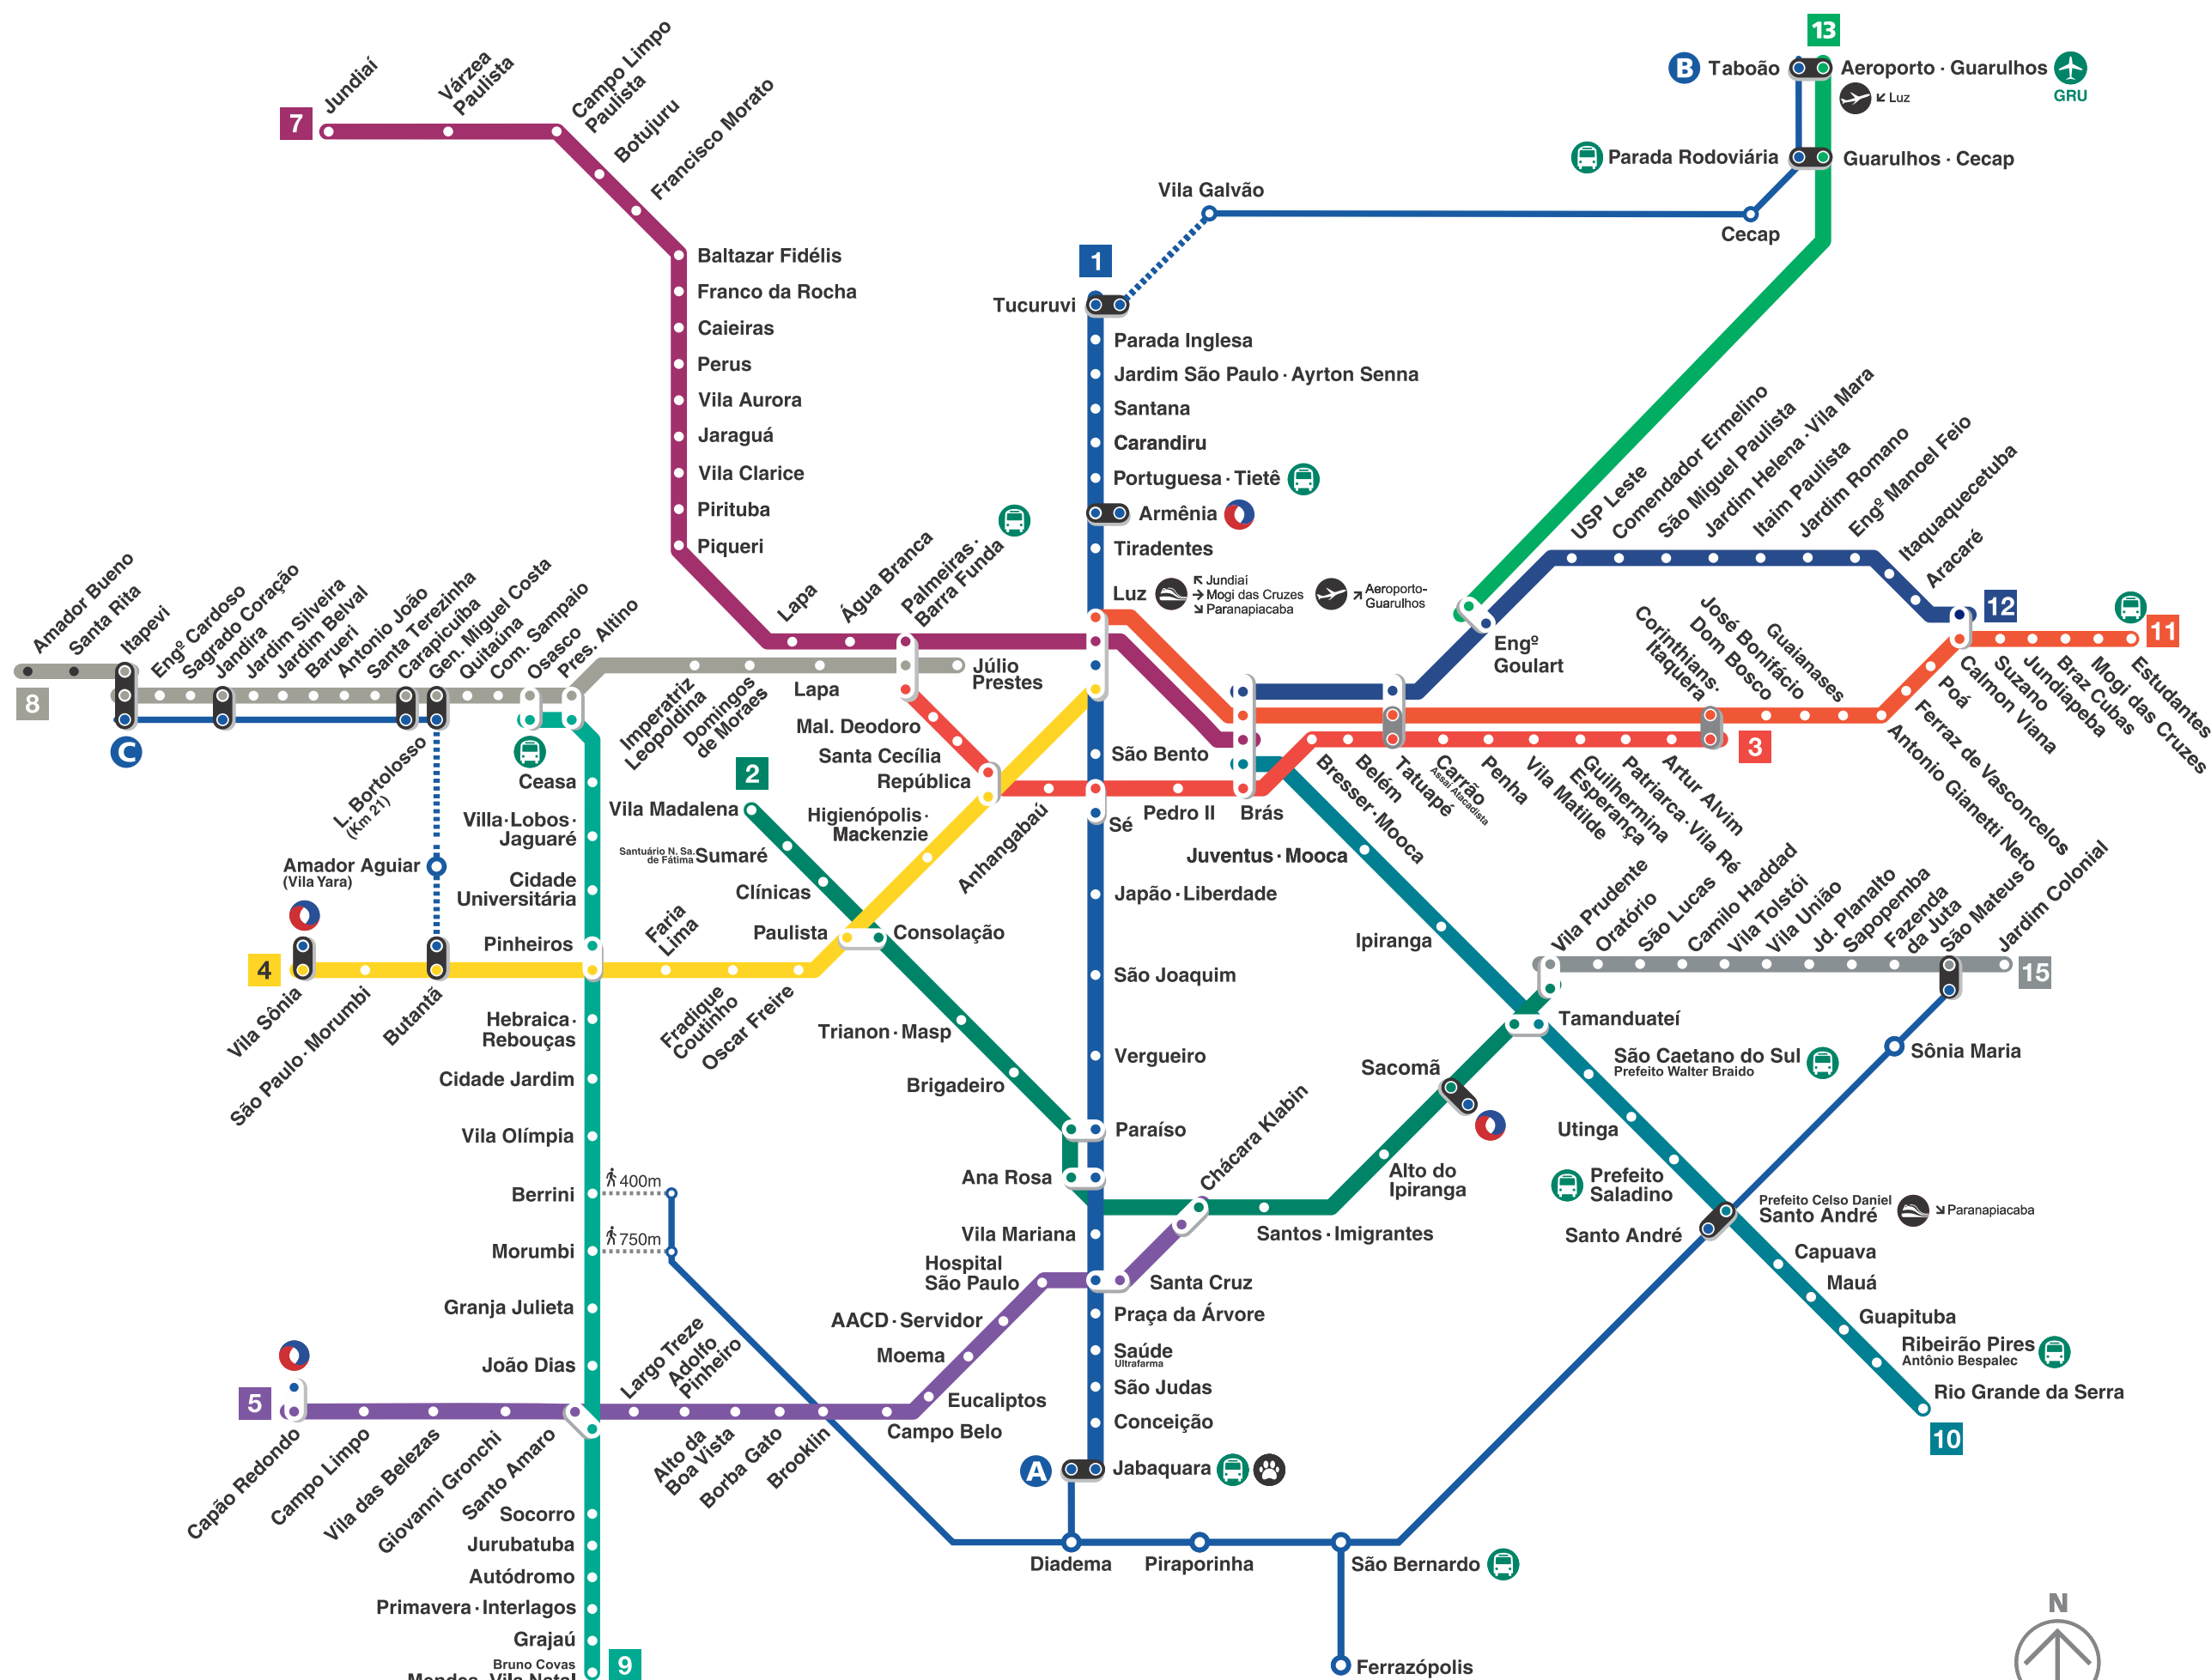 13
B Taboão
Aeroporto · Guarulhos
GRU
↙ Luz
Parada Rodoviária
Guarulhos · Cecap
Vila Galvão
Cecap
7
Jundiaí
Várzea
Paulista
Campo Limpo
Paulista
Botujuru
Francisco Morato
Baltazar Fidélis
Franco da Rocha
Caieiras
Perus
Vila Aurora
Jaraguá
Vila Clarice
Pirituba
Piqueri
Lapa
Água Branca
Palmeiras ·
Barra Funda
1
Tucuruvi
Parada Inglesa
Jardim São Paulo · Ayrton Senna
Santana
Carandiru
Portuguesa · Tietê
Armênia
Tiradentes
Luz
↖ Jundiaí
→ Mogi das Cruzes
↘ Paranapiacaba
↗ Aeroporto-
Guarulhos
USP Leste
Comendador Ermelino
São Miguel Paulista
Jardim Helena · Vila Mara
Itaim Paulista
Jardim Romano
Engº Manoel Feio
Itaquaquecetuba
Aracaré
12
Engº
Goulart
11
Corinthians ·
Itaquera
Dom Bosco
José Bonifácio
Guaianases
Antonio Gianetti Neto
Ferraz de Vasconcelos
Poá
Calmon Viana
Suzano
Jundiapeba
Braz Cubas
Mogi das Cruzes
Estudantes
8
Amador Bueno
Santa Rita
Itapevi
Engº Cardoso
Sagrado Coração
Jandira
Jardim Silveira
Jardim Belval
Barueri
Antonio João
Santa Terezinha
Carapicuíba
Gen. Miguel Costa
Quitaúna
Com. Sampaio
Osasco
Pres. Altino
Imperatriz
Leopoldina
Domingos
de Moraes
Lapa
Júlio
Prestes
C
L. Bortolosso
(Km 21)
Amador Aguiar
(Vila Yara)
3
Mal. Deodoro
Santa Cecília
República
Anhangabaú
São Bento
Sé
Pedro II
Brás
Bresser · Mooca
Belém
Tatuapé
Carrão
Assaí Atacadista
Penha
Vila Matilde
Guilhermina
Esperança
Patriarca · Vila Ré
Artur Alvim
2
Vila Madalena
Santuário N. Sa.
de Fátima
Sumaré
Clínicas
Consolação
Trianon · Masp
Brigadeiro
Paraíso
Ana Rosa
Chácara Klabin
Santos · Imigrantes
Alto do
Ipiranga
Sacomã
Tamanduateí
Higienópolis ·
Mackenzie
Paulista
Oscar Freire
Fradique
Coutinho
Faria
Lima
4
Vila Sônia
São Paulo · Morumbi
Butantã
Japão · Liberdade
São Joaquim
Vergueiro
Vila Mariana
Santa Cruz
Praça da Árvore
Saúde
Ultrafarma
São Judas
Conceição
A
Jabaquara
Juventus · Mooca
Ipiranga
São Caetano do Sul
Prefeito Walter Braido
Utinga
Prefeito
Saladino
Prefeito Celso Daniel
Santo André
↘ Paranapiacaba
Santo André
Capuava
Mauá
Guapituba
Ribeirão Pires
Antônio Bespalec
Rio Grande da Serra
10
Vila Prudente
Oratório
São Lucas
Camilo Haddad
Vila Tolstói
Vila União
Jd. Planalto
Sapopemba
Fazenda
da Juta
São Mateus
Jardim Colonial
15
Sônia Maria
Ceasa
Villa-Lobos ·
Jaguaré
Cidade
Universitária
Pinheiros
Hebraica ·
Rebouças
Cidade Jardim
Vila Olímpia
Berrini
400m
Morumbi
750m
Granja Julieta
João Dias
Socorro
Jurubatuba
Autódromo
Primavera · Interlagos
Grajaú
Bruno Covas
Mendes · Vila Natal
9
5
Capão Redondo
Campo Limpo
Vila das Belezas
Giovanni Gronchi
Santo Amaro
Largo Treze
Adolfo
Pinheiro
Alto da
Boa Vista
Borba Gato
Brooklin
Campo Belo
Eucaliptos
Moema
AACD · Servidor
Hospital
São Paulo
Diadema
Piraporinha
São Bernardo
Ferrazópolis
N